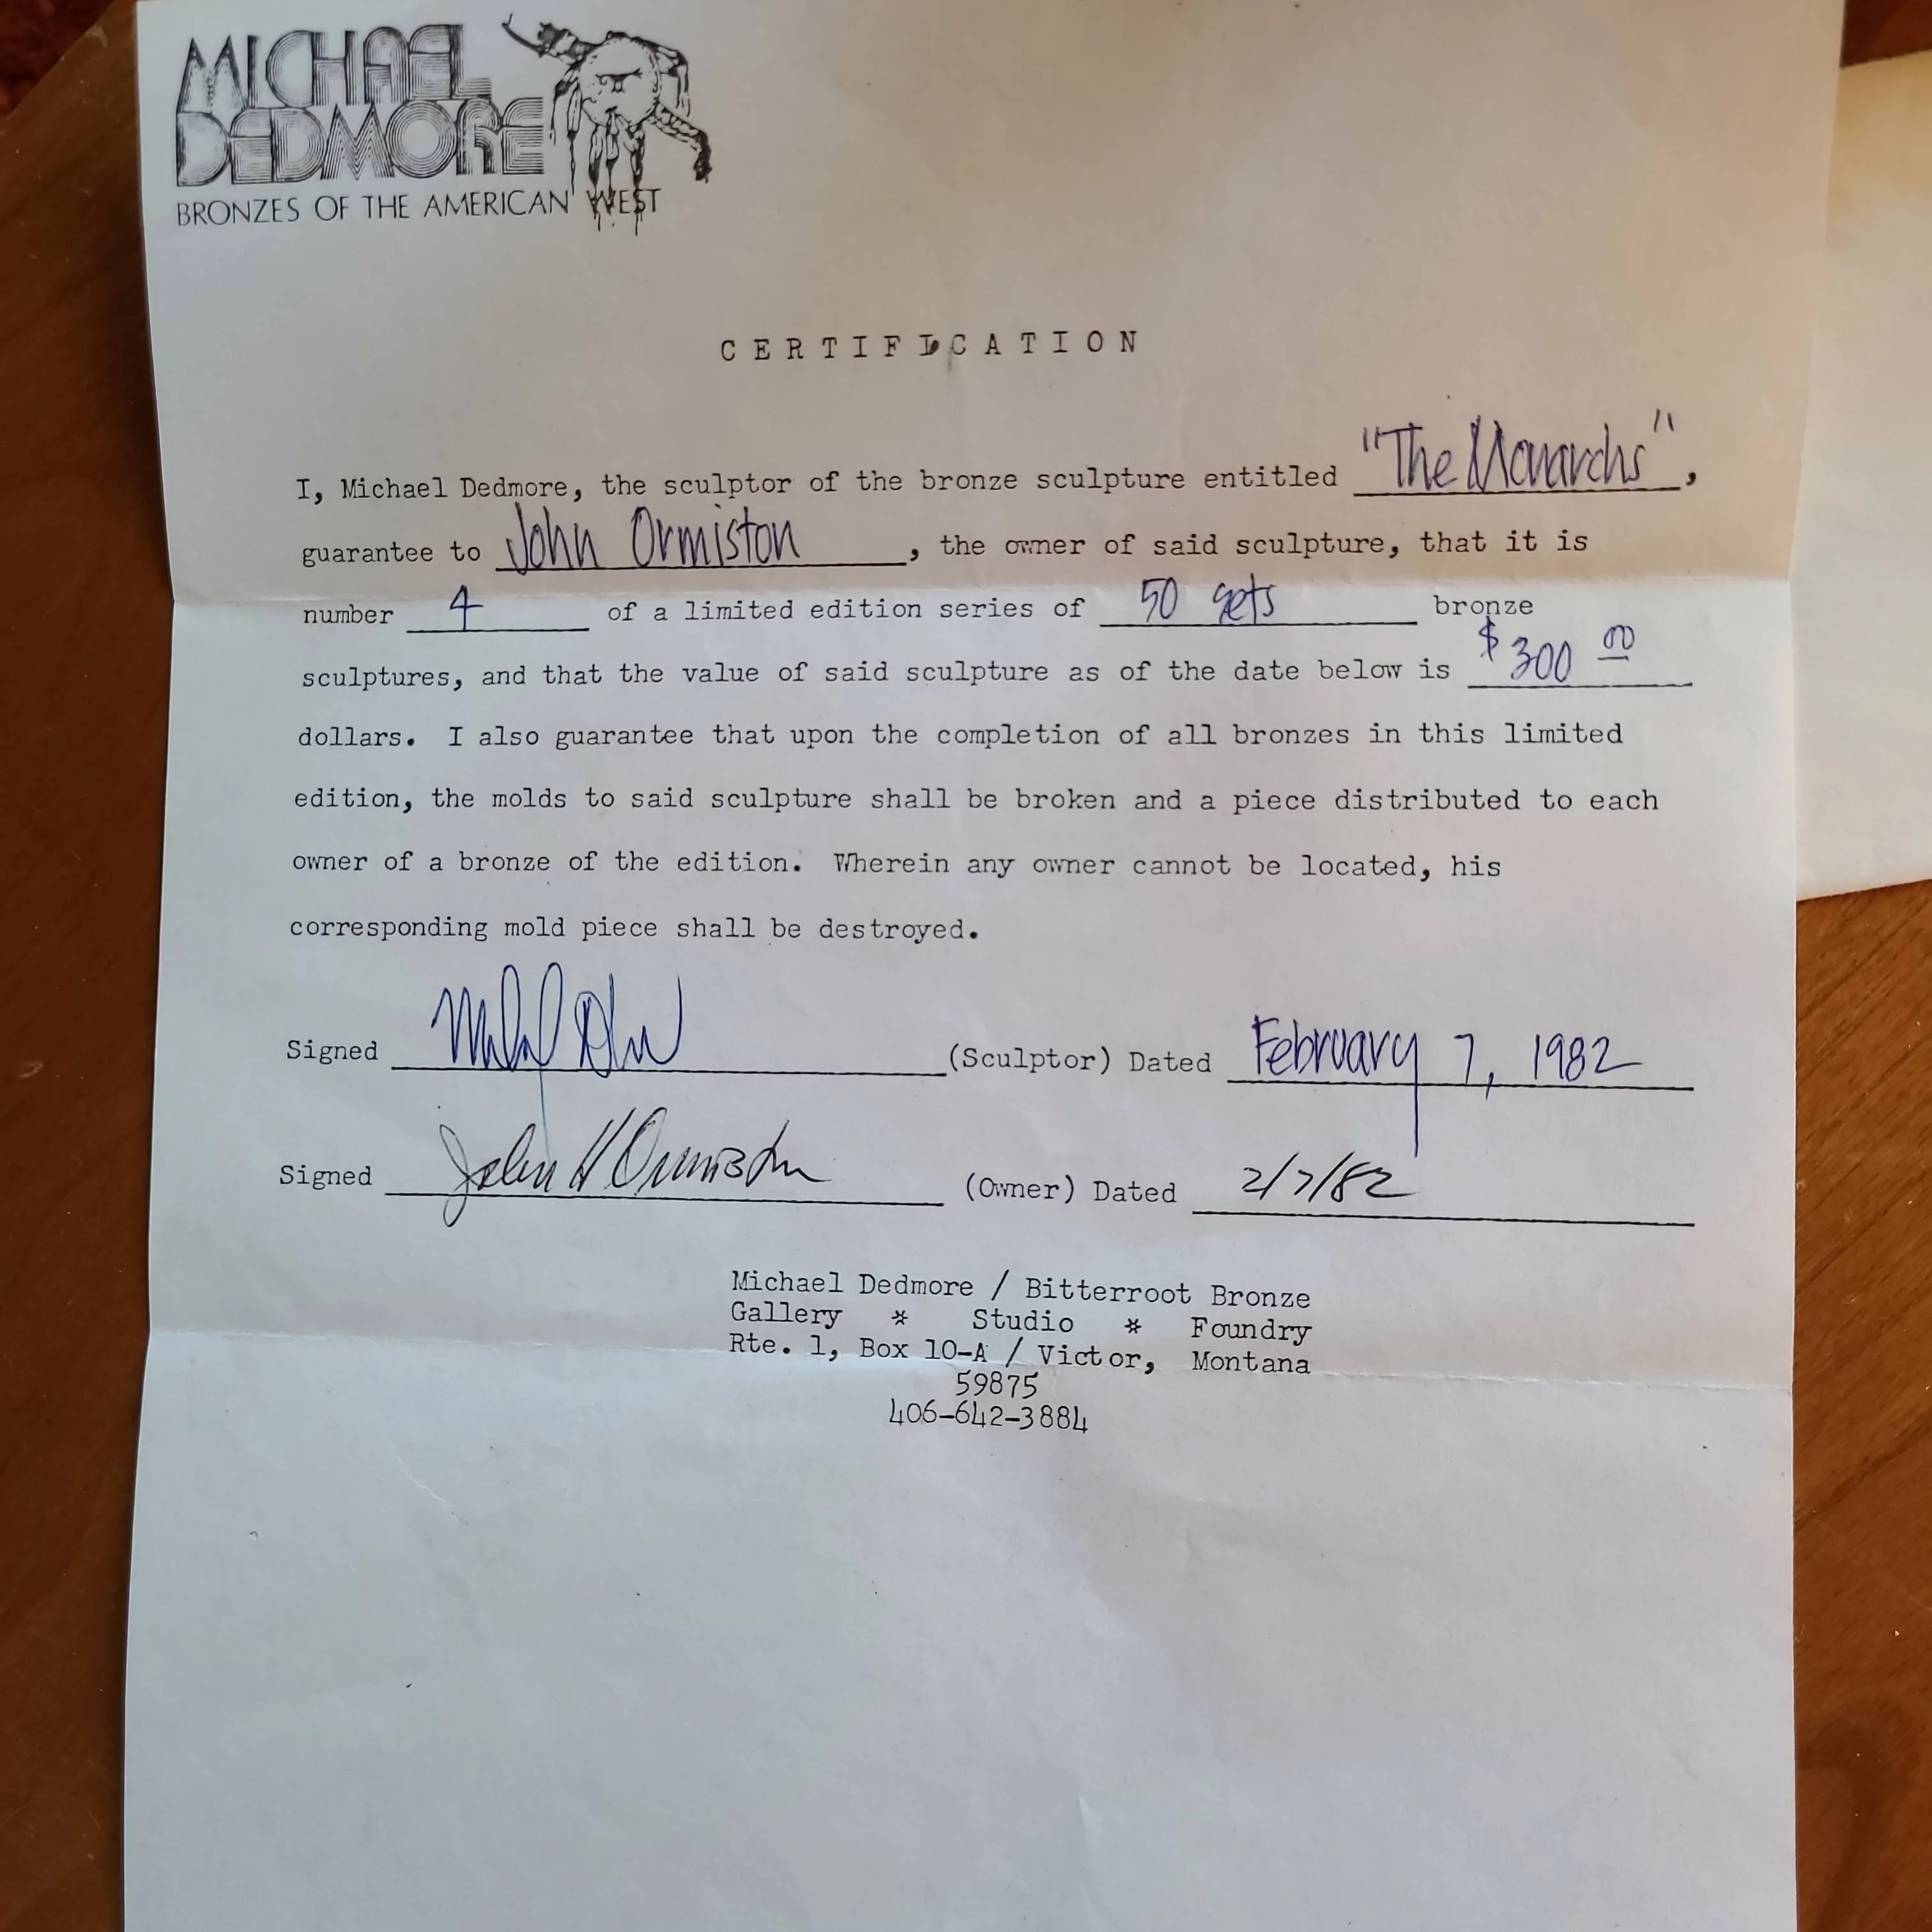 MICHAEL
DEDMORE
BRONZES OF THE AMERICAN WEST
CERTIFICATION
I, Michael Dedmore, the sculptor of the bronze sculpture entitled "The Monarchs",
guarantee to John Ormiston, the owner of said sculpture, that it is
number 4 of a limited edition series of 50 sets bronze
sculptures, and that the value of said sculpture as of the date below is $300 00
dollars. I also guarantee that upon the completion of all bronzes in this limited
edition, the molds to said sculpture shall be broken and a piece distributed to each
owner of a bronze of the edition. Wherein any owner cannot be located, his
corresponding mold piece shall be destroyed.
Signed (Sculptor) Dated February 7, 1982
Signed John H Ormiston (Owner) Dated 2/7/82
Michael Dedmore / Bitterroot Bronze
Gallery * Studio * Foundry
Rte. 1, Box 10-A / Victor, Montana
59875
406-642-3884